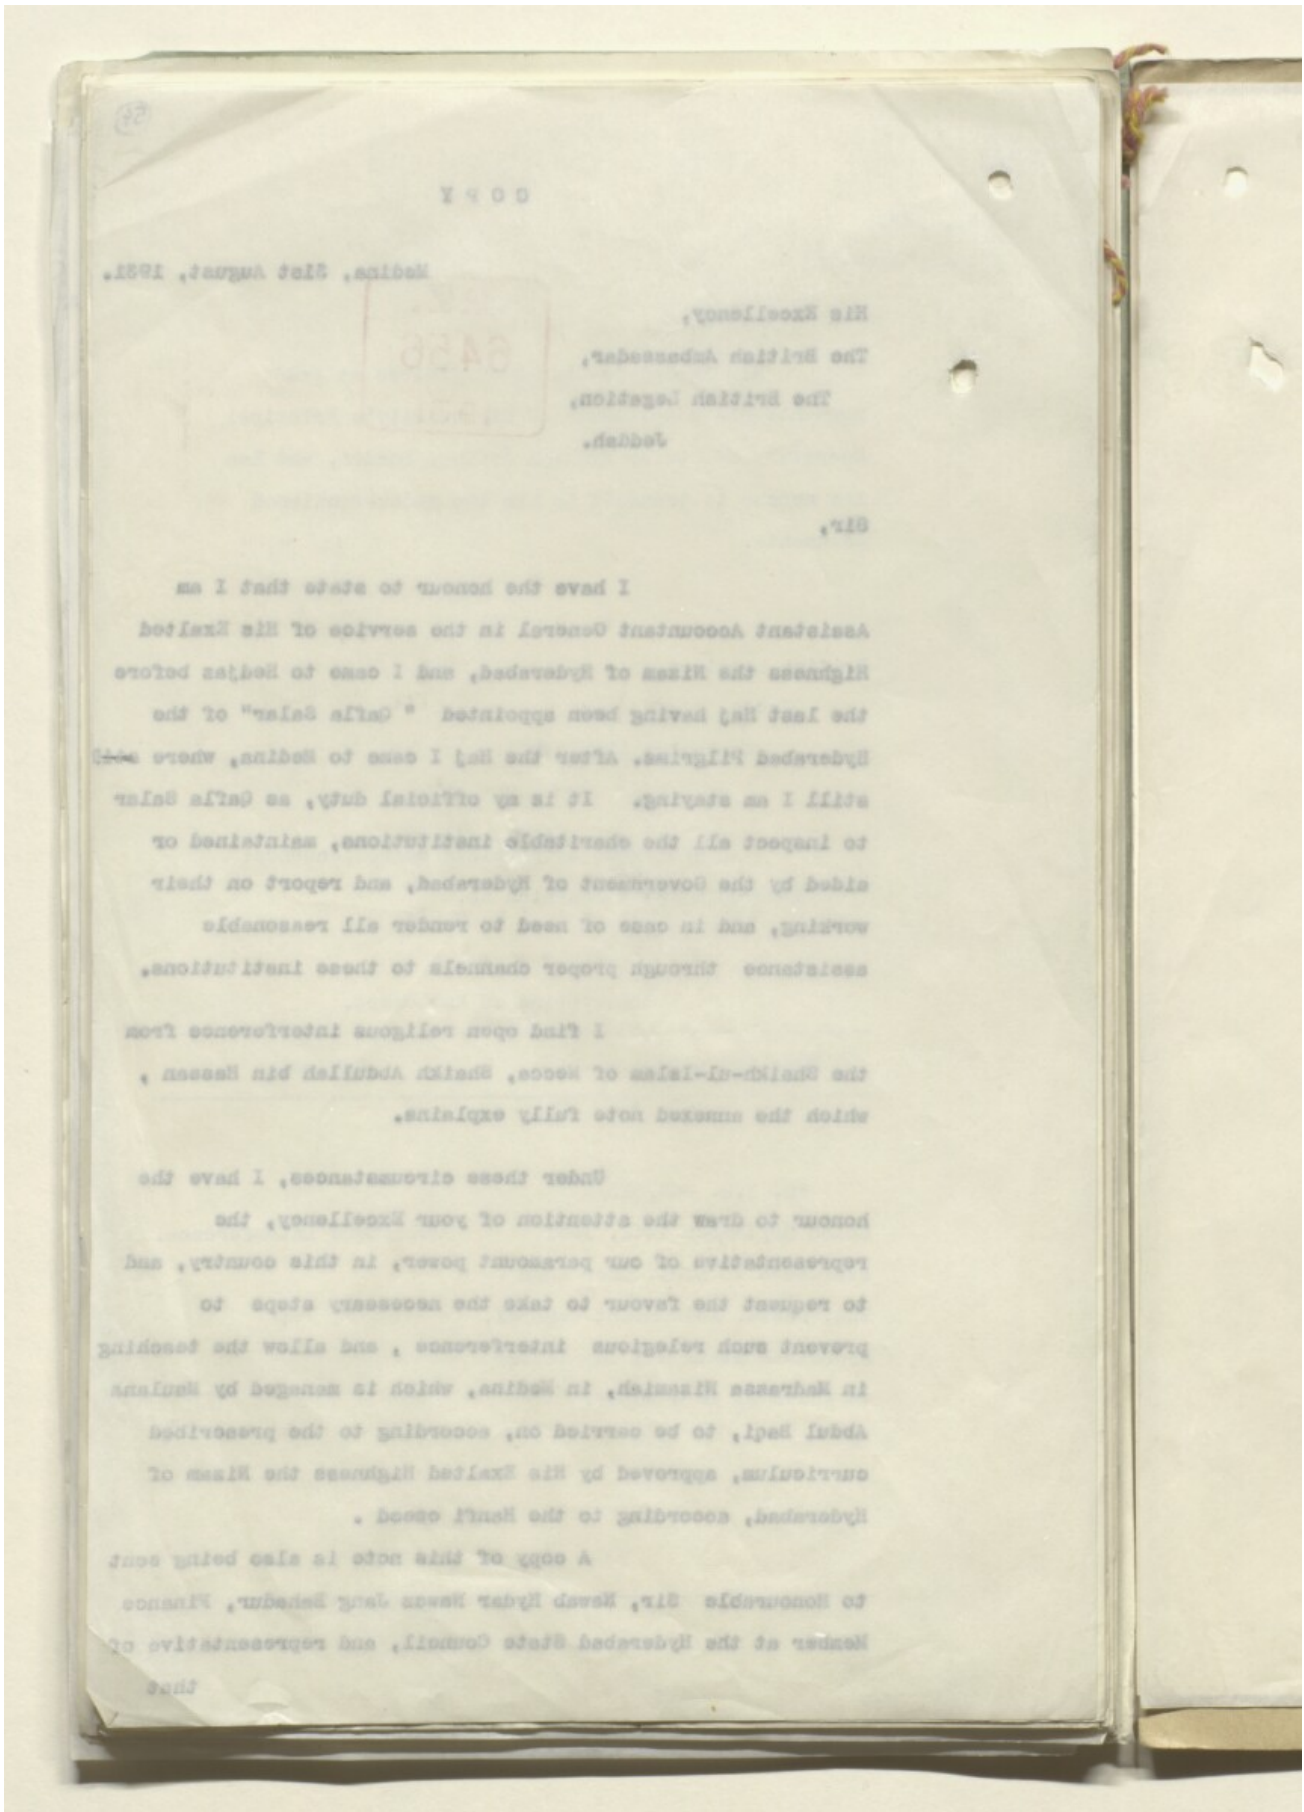 54
COPY
Medina, 31st August, 1931.
6456
His Excellency,
The British Ambassador,
The British Legation,
Jeddah.
Sir,
I have the honour to state that I am
Assistant Accountant General in the service of His Exalted
Highness the Nizam of Hyderabad, and I came to Hedjaz before
the last Haj having been appointed " Qafla Salar" of the
Hyderabad Pilgrims. After the Haj I came to Medina, where
still I am staying. It is my official duty, as Qafla Salar
to inspect all the charitable institutions, maintained or
aided by the Government of Hyderabad, and report on their
working, and in case of need to render all reasonable
assistance through proper channels to these institutions.
I find open religous interference from
the Shaikh-ul-Islam of Mecca, Shaikh Abdullah bin Hassan ,
which the annexed note fully explains.
Under these circumstances, I have the
honour to draw the attention of your Excellency, the
representative of our paramount power, in this country, and
to request the favour to take the necessary steps to
prevent such relegious interference , and allow the teaching
in Madrassa Nizamiah, in Medina, which is managed by Maulana
Abdul Baqi, to be carried on, according to the prescribed
curriculum, approved by His Exalted Highness the Nizam of
Hyderabad, according to the Hanfi creed .
A copy of this note is also being sent
to Honourable Sir, Nawab Hydar Nawaz Jang Bahadur, Finance
Member at the Hyderabad State Council, and representative of
that